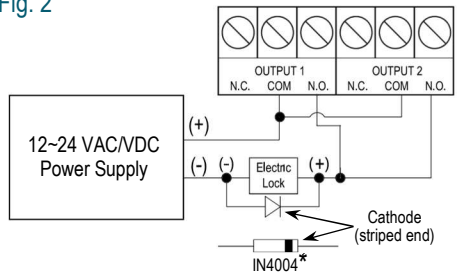 Fig. 2
OUTPUT 1 OUTPUT 2
N.C. COM N.O. N.C. COM N.O.
12~24 VAC/VDC
Power Supply
(+)
(-) (-) Electric
Lock (+)
Cathode
(striped end)
IN4004*